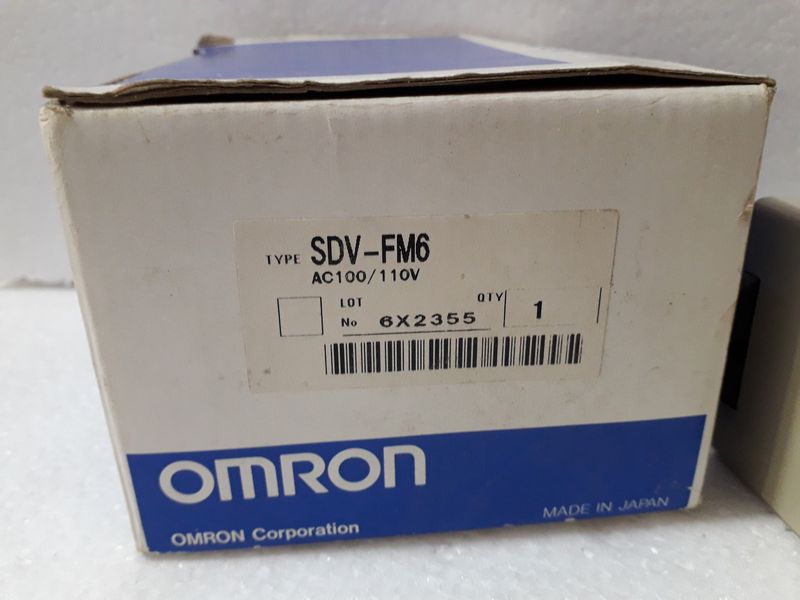 TYPE SDV-FM6
AC100/110V
LOT QTY
No 6X2355 1
OMRON
OMRON Corporation
MADE IN JAPAN